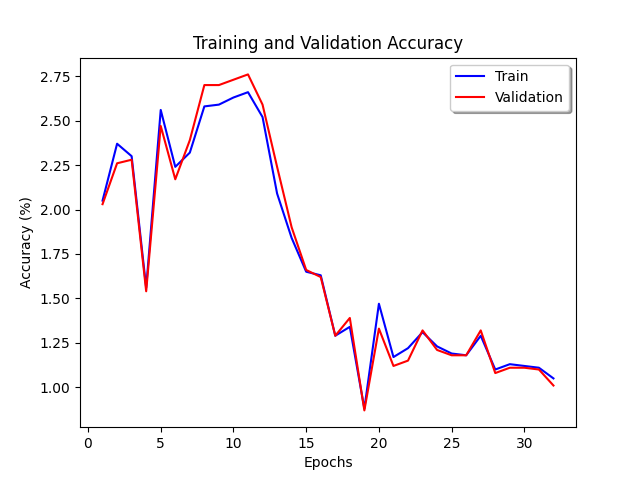 Training and Validation Accuracy
Train
Validation
Accuracy (%)
2.75
2.50
2.25
2.00
1.75
1.50
1.25
1.00
0 5 10 15 20 25 30
Epochs